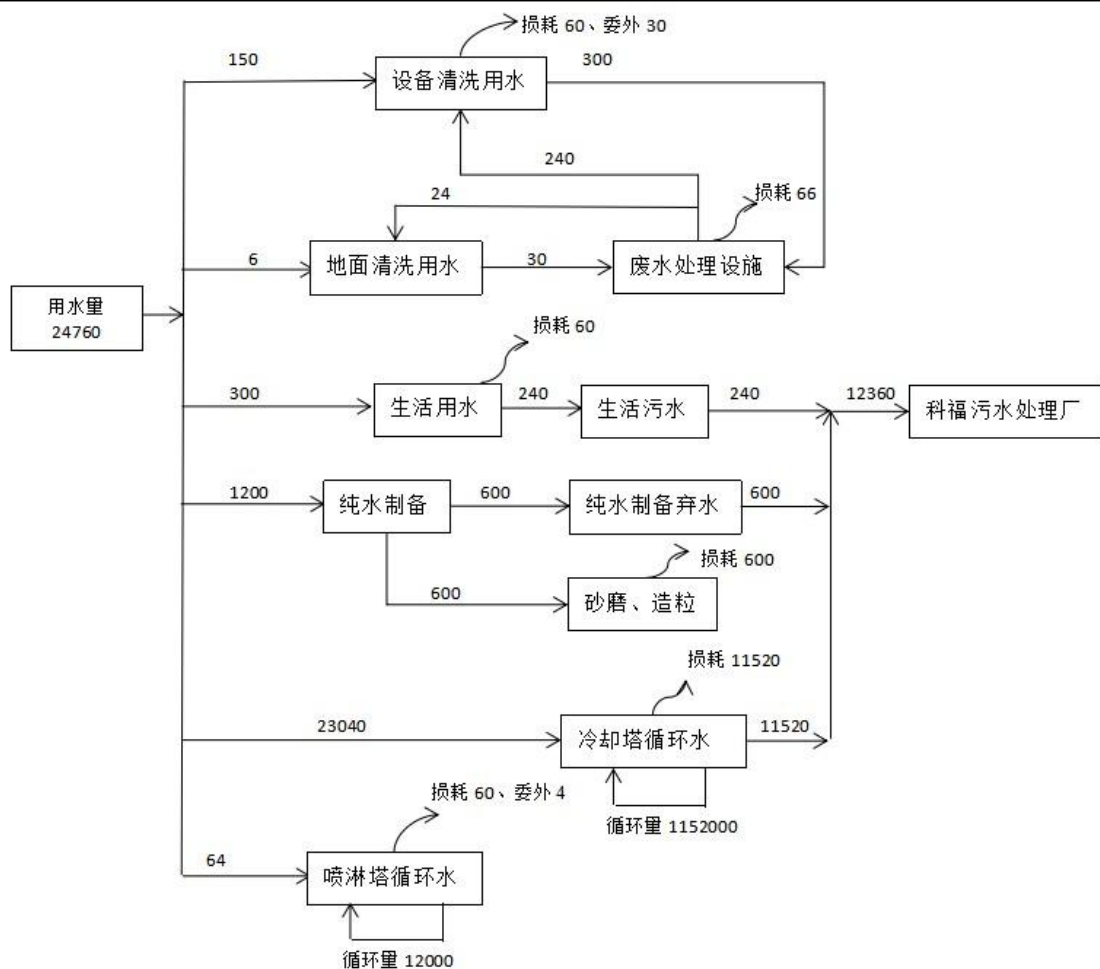 损耗 60、委外 30
150
设备清洗用水
300
240
24
损耗 66
6
地面清洗用水
30
废水处理设施
用水量
24760
损耗 60
300
生活用水
240
生活污水
240
12360
科福污水处理厂
1200
纯水制备
600
纯水制备弃水
600
损耗 600
600
砂磨、造粒
损耗 11520
23040
冷却塔循环水
11520
循环量 1152000
损耗 60、委外 4
64
喷淋塔循环水
循环量 12000